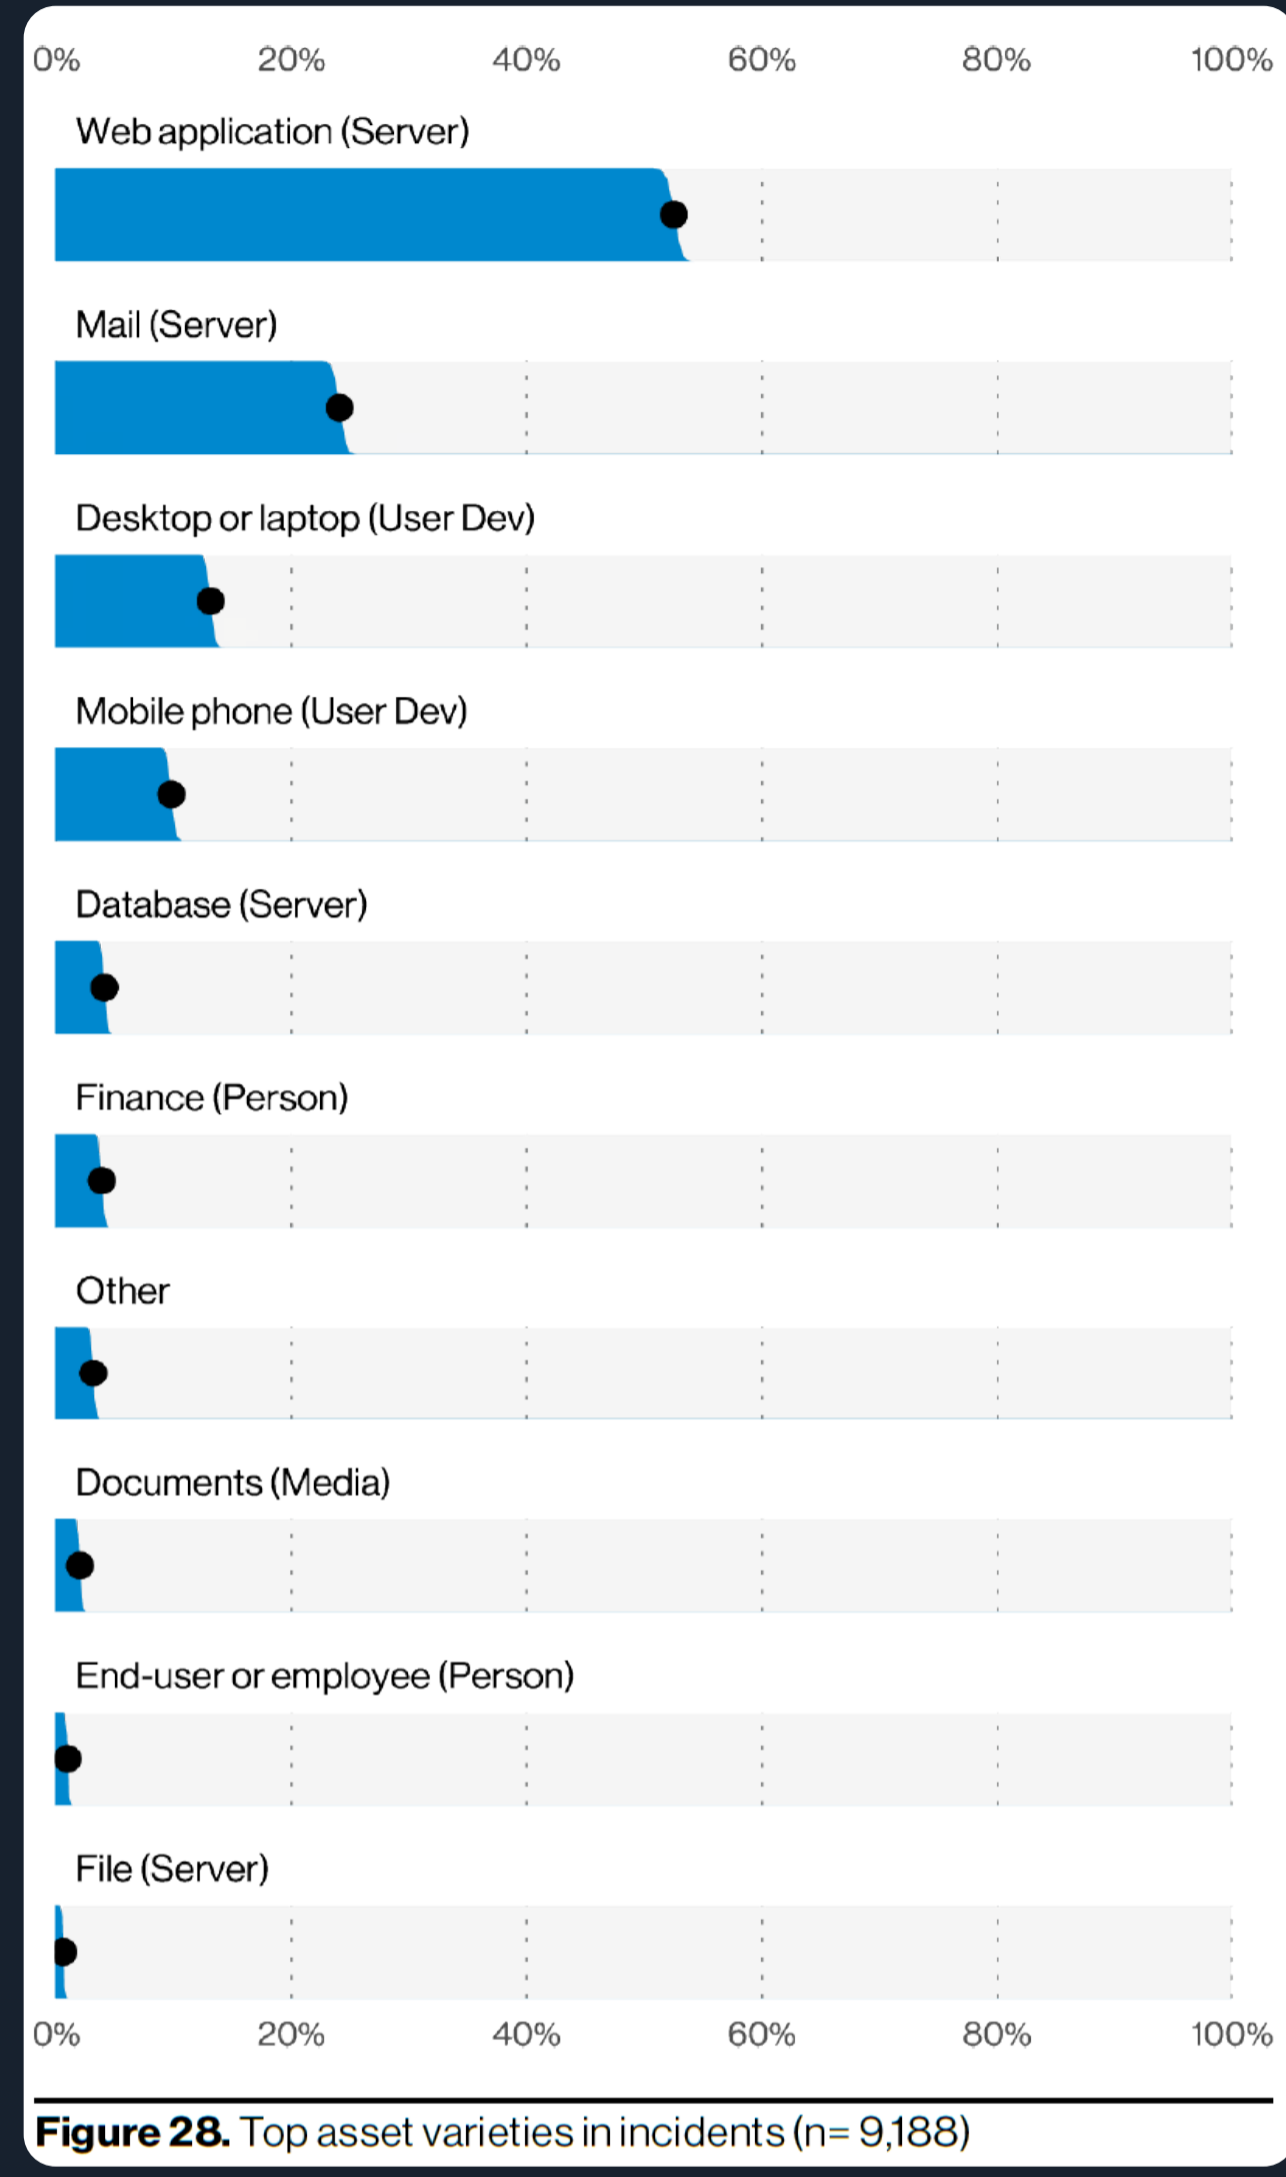 0% 20% 40% 60% 80% 100%
Web application (Server)
Mail (Server)
Desktop or laptop (User Dev)
Mobile phone (User Dev)
Database (Server)
Finance (Person)
Other
Documents (Media)
End-user or employee (Person)
File (Server)
0% 20% 40% 60% 80% 100%
Figure 28. Top asset varieties in incidents (n= 9,188)